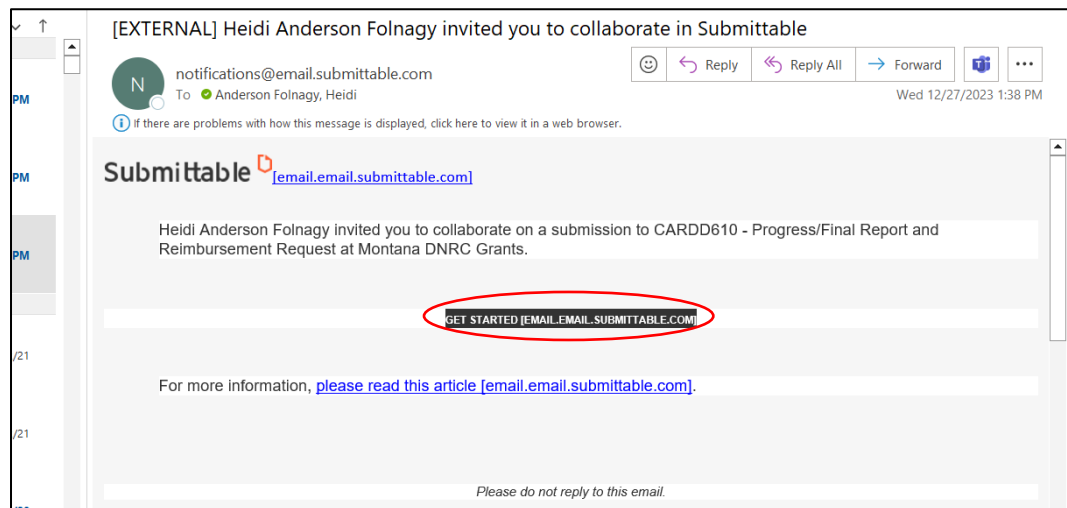 [EXTERNAL] Heidi Anderson Folnagy invited you to collaborate in Submittable
N
notifications@email.submittable.com
To Anderson Folnagy, Heidi
Reply
Reply All
Forward
Wed 12/27/2023 1:38 PM
If there are problems with how this message is displayed, click here to view it in a web browser.
PM
PM
PM
/21
/21
Submittable [email.email.submittable.com]
Heidi Anderson Folnagy invited you to collaborate on a submission to CARDD610 - Progress/Final Report and
Reimbursement Request at Montana DNRC Grants.
GET STARTED [EMAIL.EMAIL.SUBMITTABLE.COM]
For more information, please read this article [email.email.submittable.com].
Please do not reply to this email.